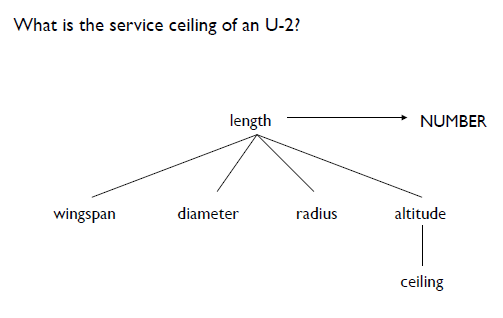 What is the service ceiling of an U-2?
length
NUMBER
wingspan
diameter
radius
altitude
ceiling